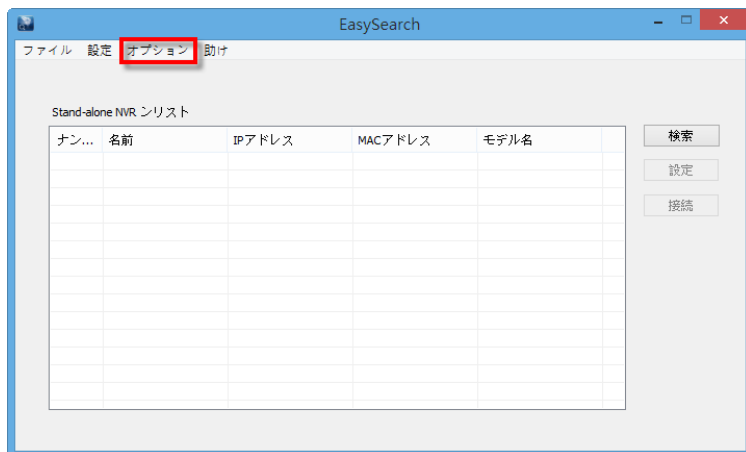 EasySearch
ファイル 設定 オプション 助け
Stand-alone NVR ンリスト
ナン... 名前 IPアドレス MACアドレス モデル名
検索
設定
接続